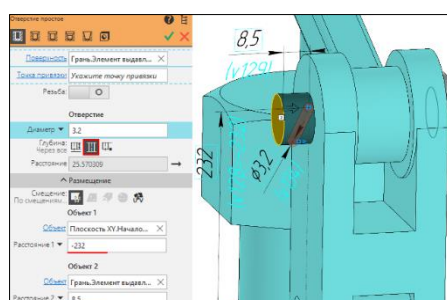 Отверстие простое
Поверхность Грань.Элемент выдавл...
Точка привязки Укажите точку привязки
Резьба:
Отверстие
Диаметр 3.2
Глубина:
Через все
Расстояние 25.570309
Размещение
Смещение:
По смещениям...
Объект 1
Объект Плоскость XY.Начало...
Расстояние 1 -232
Объект 2
Объект Грань.Элемент выдавл...
Расстояние 2 8.5
8,5
(v129)
232
ø3,2